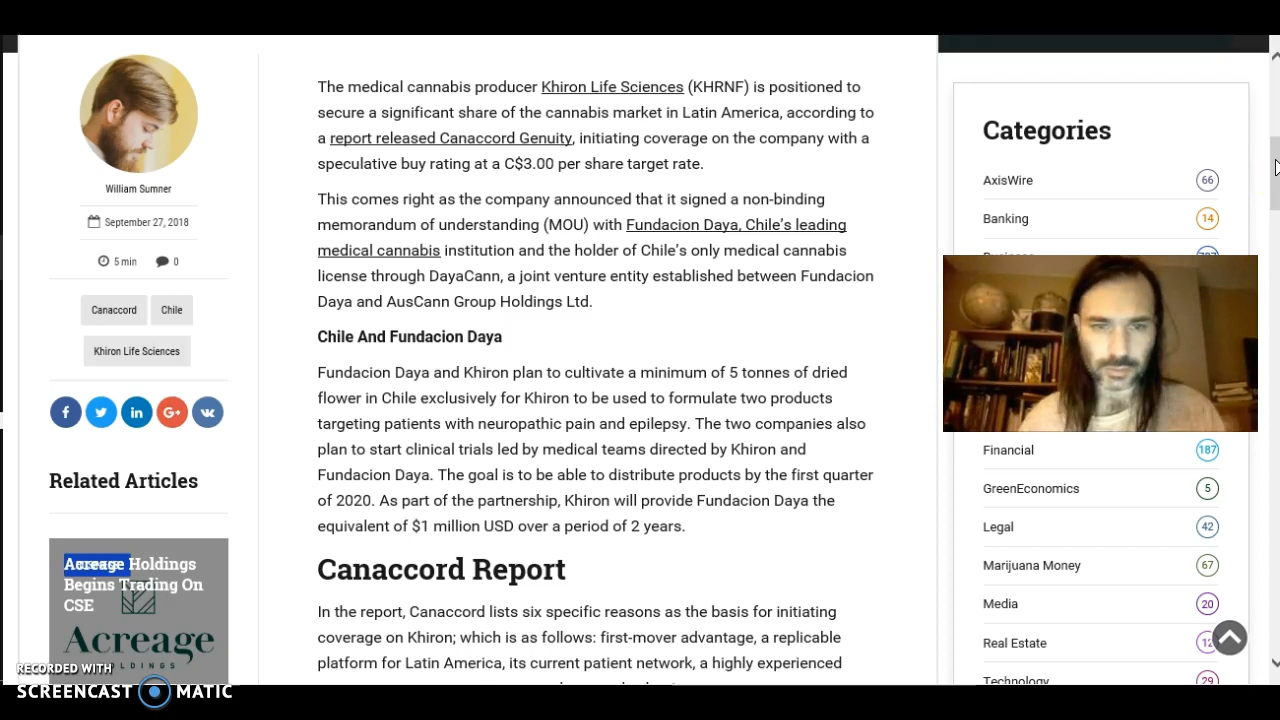 William Sumner
September 27, 2018
5 min 0
Canaccord Chile
Khiron Life Sciences
Related Articles
Acreage Holdings
Begins Trading On
CSE
Acreage
HOLDINGS
The medical cannabis producer Khiron Life Sciences (KHRNF) is positioned to
secure a significant share of the cannabis market in Latin America, according to
a report released Canaccord Genuity, initiating coverage on the company with a
speculative buy rating at a C$3.00 per share target rate.
This comes right as the company announced that it signed a non-binding
memorandum of understanding (MOU) with Fundacion Daya, Chile's leading
medical cannabis institution and the holder of Chile's only medical cannabis
license through DayaCann, a joint venture entity established between Fundacion
Daya and AusCann Group Holdings Ltd.
Chile And Fundacion Daya
Fundacion Daya and Khiron plan to cultivate a minimum of 5 tonnes of dried
flower in Chile exclusively for Khiron to be used to formulate two products
targeting patients with neuropathic pain and epilepsy. The two companies also
plan to start clinical trials led by medical teams directed by Khiron and
Fundacion Daya. The goal is to be able to distribute products by the first quarter
of 2020. As part of the partnership, Khiron will provide Fundacion Daya the
equivalent of $1 million USD over a period of 2 years.
Canaccord Report
In the report, Canaccord lists six specific reasons as the basis for initiating
coverage on Khiron; which is as follows: first-mover advantage, a replicable
platform for Latin America, its current patient network, a highly experienced
Categories
AxisWire 66
Banking 14
Financial 187
GreenEconomics 5
Legal 42
Marijuana Money 67
Media 20
Real Estate
Technology 29
RECORDED WITH
SCREENCAST MATIC